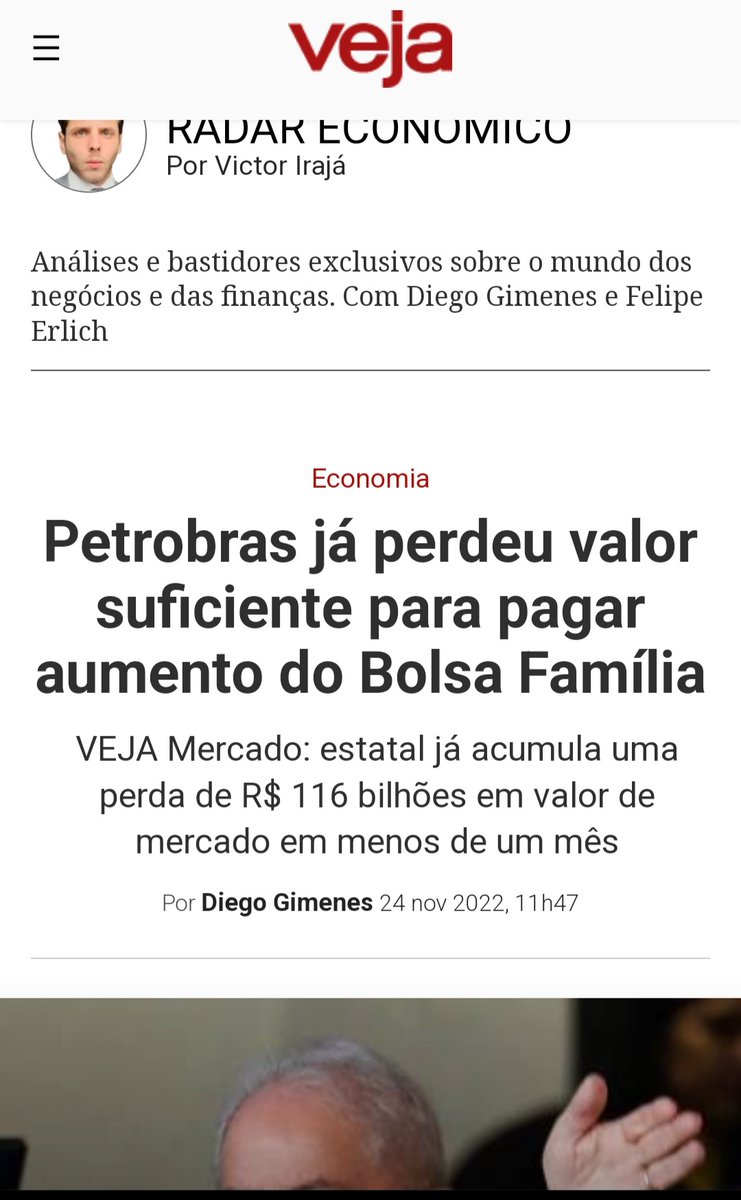 veja
RADAR ECONÔMICO
Por Victor Irajá
Análises e bastidores exclusivos sobre o mundo dos
negócios e das finanças. Com Diego Gimenes e Felipe
Erlich
Economia
Petrobras já perdeu valor
suficiente para pagar
aumento do Bolsa Família
VEJA Mercado: estatal já acumula uma
perda de R$ 116 bilhões em valor de
mercado em menos de um mês
Por Diego Gimenes 24 nov 2022, 11h47